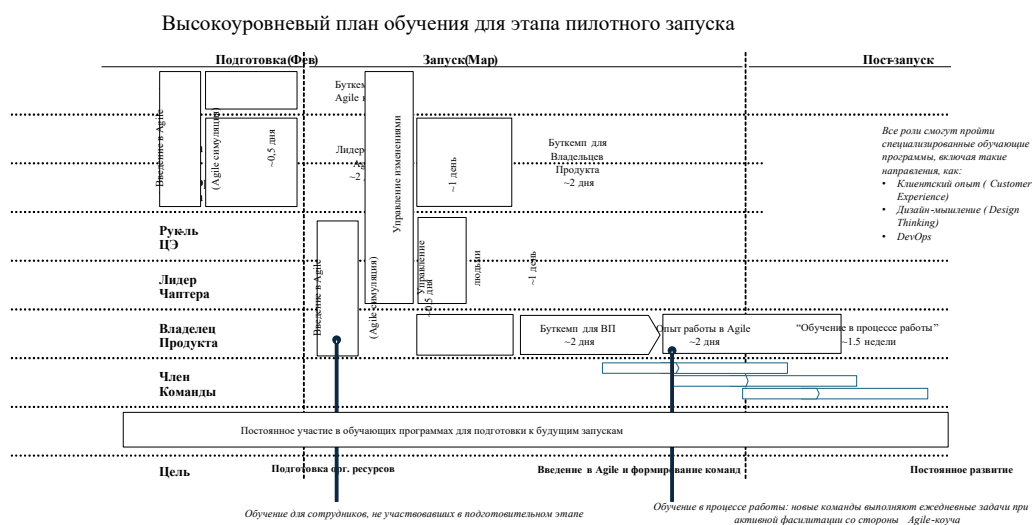 Высокоуровневый план обучения для этапа пилотного запуска
Подготовка(Фев)
Запуск(Мар)
Пост-запуск
Введение в Agile
(Agile симуляция)
~0,5 дня
Agile
Управление изменениями
Лидер
~2
~1 день
Буткемп для
Владельцев
Продукта
~2 дня
Все роли смогут пройти
специализированные обучающие
программы, включая такие
направления, как:
• Клиентский опыт ( Customer
Experience)
• Дизайн-мышление ( Design
Thinking)
• DevOps
Рук-ль
ЦЭ
Введение в Agile
(Agile симуляция)
~0,5 дня
Управление
людьми
~1 день
Лидер
Чаптера
Владелец
Продукта
Буткемп для ВП
~2 дня
Опыт работы в Agile
~2 дня
“Обучение в процессе работы”
~1.5 недели
Член
Команды
Постоянное участие в обучающих программах для подготовки к будущим запускам
Цель
Подготовка орг. ресурсов
Введение в Agile и формирование команд
Постоянное развитие
Обучение для сотрудников, не участвовавших в подготовительном этапе
Обучение в процессе работы: новые команды выполняют ежедневные задачи при
активной фасилитации со стороны Agile-коуча